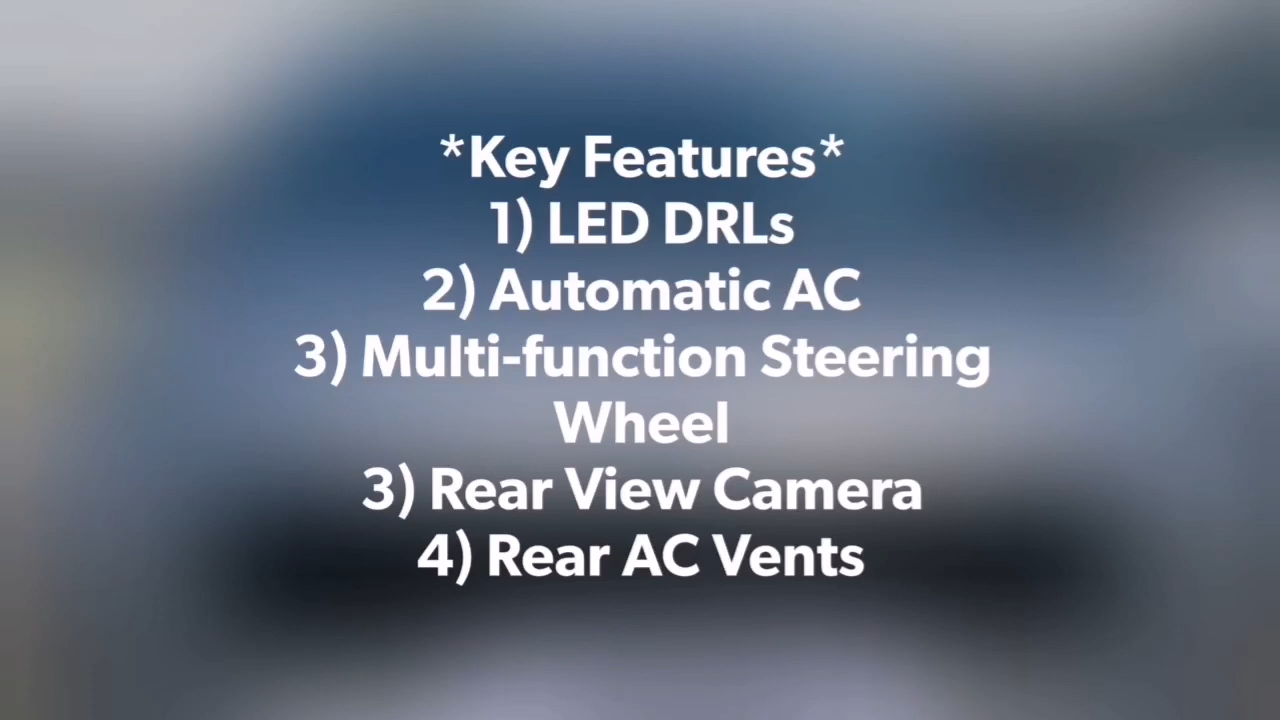 *Key Features*
1) LED DRLs
2) Automatic AC
3) Multi-function Steering
Wheel
3) Rear View Camera
4) Rear AC Vents